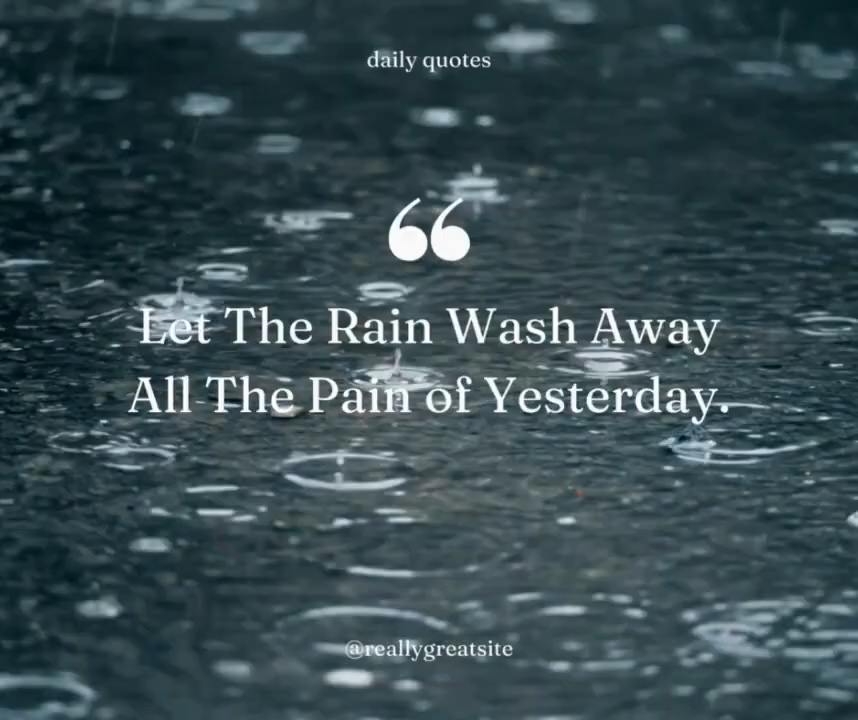 daily quotes
“
Let The Rain Wash Away
All The Pain of Yesterday.
@reallygreatsite